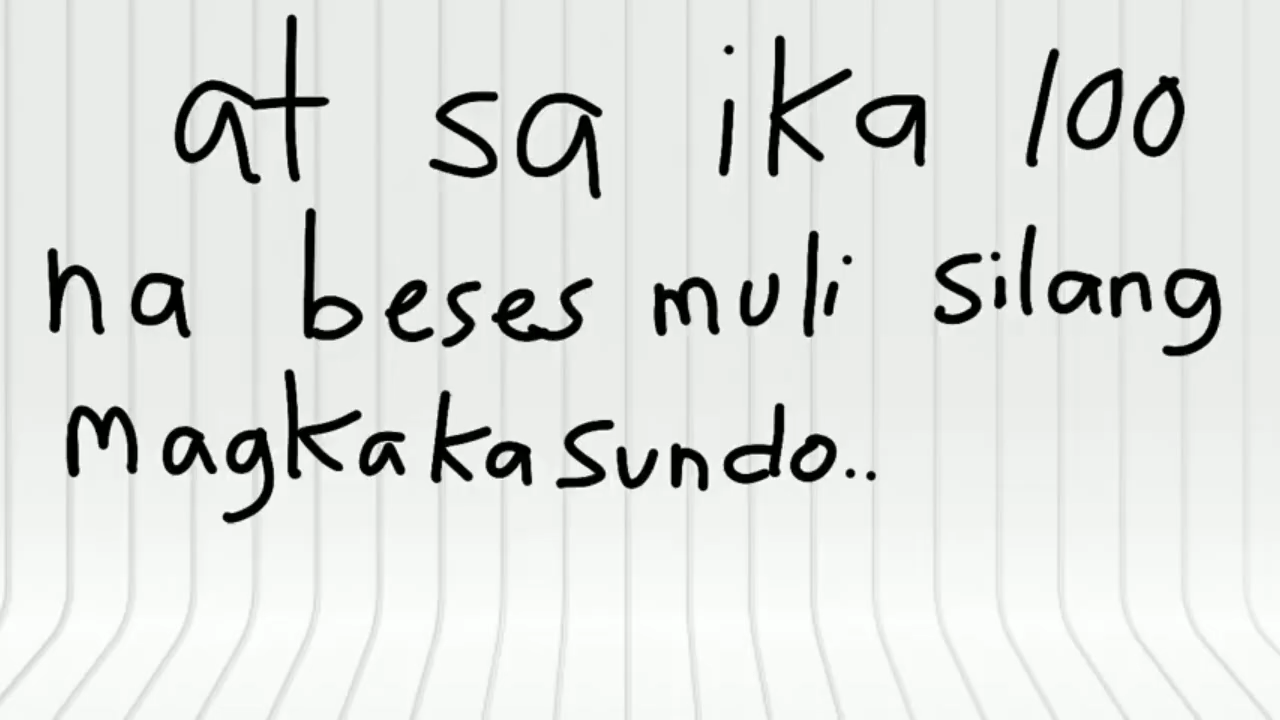 at sa ika 100
na beses muli silang
magkakasundo..